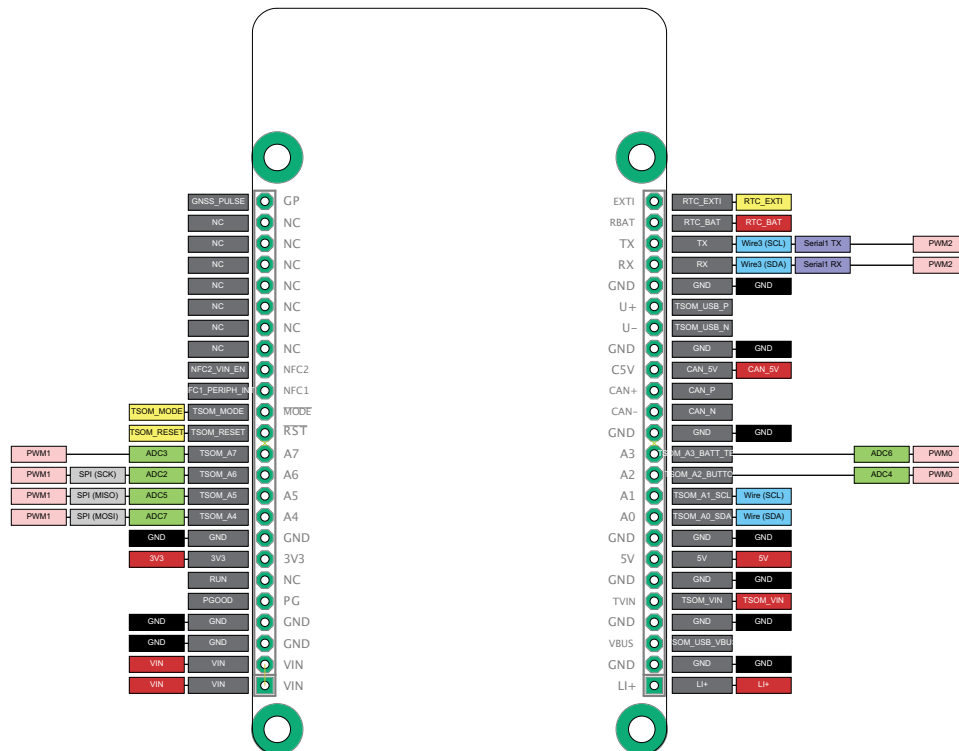 GNSS_PULSE GP EXTI RTC_EXTI RTC_EXTI
NC NC RBAT RTC_BAT RTC_BAT
NC NC TX TX Wire3 (SCL) Serial1 TX PWM2
NC NC RX RX Wire3 (SDA) Serial1 RX PWM2
NC NC GND GND GND
NC NC U+ TSOM_USB_P
NC NC U- TSOM_USB_N
NC NC GND GND GND
NFC2_VIN_EN NFC2 C5V CAN_5V CAN_5V
FC1_PERIPH_IN NFC1 CAN+ CAN_P
TSOM_MODE TSOM_MODE MODE CAN- CAN_N
TSOM_RESET TSOM_RESET RST GND GND GND
PWM1 ADC3 TSOM_A7 A7 A3 TSOM_A3_BATT_TE ADC6 PWM0
PWM1 SPI (SCK) ADC2 TSOM_A6 A6 A2 TSOM_A2_BUTTO ADC4 PWM0
PWM1 SPI (MISO) ADC5 TSOM_A5 A5 A1 TSOM_A1_SCL Wire (SCL)
PWM1 SPI (MOSI) ADC7 TSOM_A4 A4 A0 TSOM_A0_SDA Wire (SDA)
GND GND GND GND GND GND
3V3 3V3 3V3 5V 5V 5V
RUN NC GND GND GND
PGOOD PG TVIN TSOM_VIN TSOM_VIN
GND GND GND GND GND GND
GND GND GND VBUS SOM_USB_VBU
VIN VIN VIN GND GND GND
VIN VIN VIN LI+ LI+ LI+